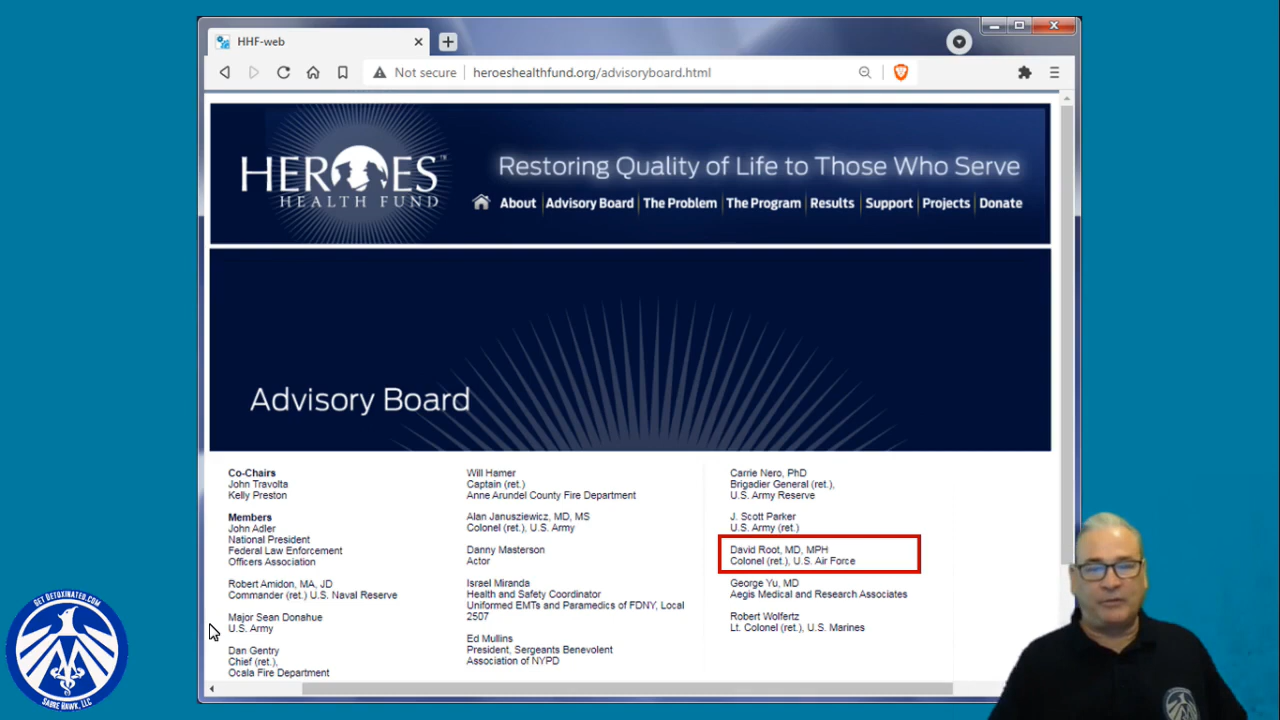 HHF-web
Not secure
heroeshealthfund.org/advisoryboard.html
HEROES™
HEALTH FUND
Restoring Quality of Life to Those Who Serve
About
Advisory Board
The Problem
The Program
Results
Support
Projects
Donate
Advisory Board
Co-Chairs
John Travolta
Kelly Preston
Members
John Adler
National President
Federal Law Enforcement
Officers Association
Robert Amidon, MA, JD
Commander (ret.) U.S. Naval Reserve
Major Sean Donahue
U.S. Army
Dan Gentry
Chief (ret.),
Ocala Fire Department
Will Hamer
Captain (ret.)
Anne Arundel County Fire Department
Alan Janusziewicz, MD, MS
Colonel (ret.), U.S. Army
Danny Masterson
Actor
Israel Miranda
Health and Safety Coordinator
Uniformed EMTs and Paramedics of FDNY, Local
2507
Ed Mullins
President, Sergeants Benevolent
Association of NYPD
Carrie Nero, PhD
Brigadier General (ret.),
U.S. Army Reserve
J. Scott Parker
U.S. Army (ret.)
David Root, MD, MPH
Colonel (ret.), U.S. Air Force
George Yu, MD
Aegis Medical and Research Associates
Robert Wolfertz
Lt. Colonel (ret.), U.S. Marines
GET DETOXINATED.COM
SABRE HAWK, LLC